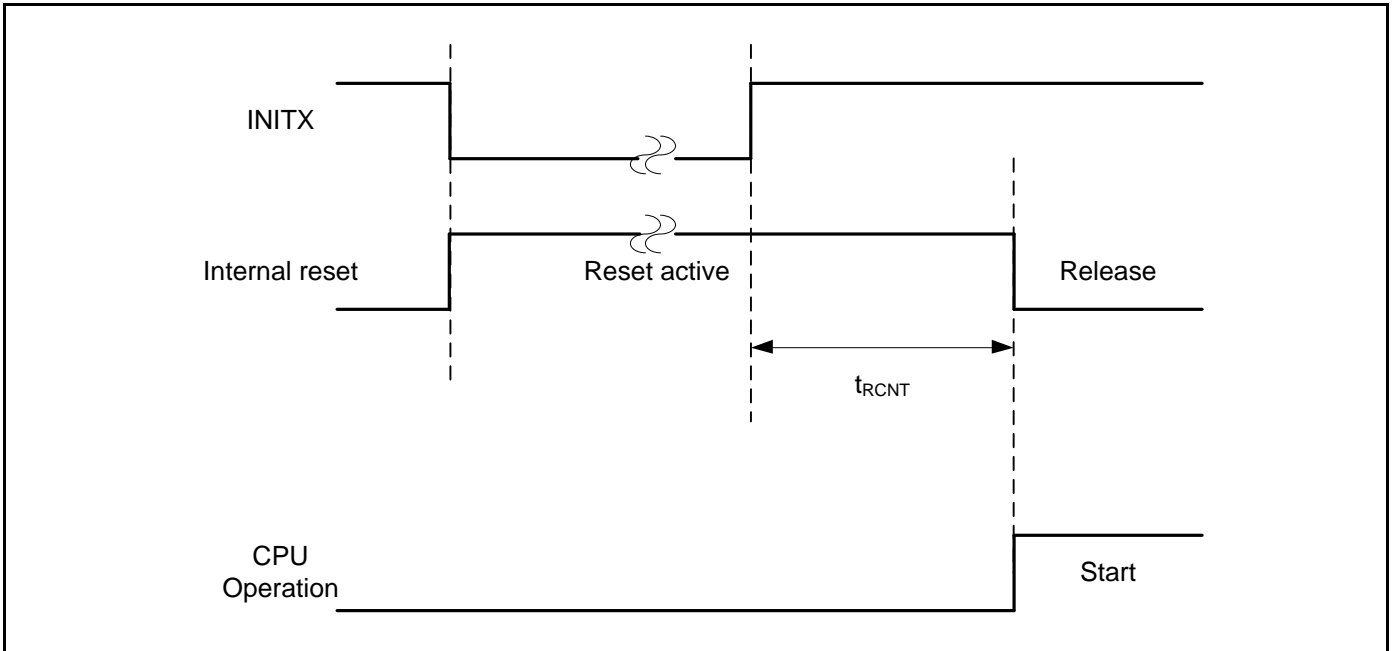 INITX
Internal reset
Reset active
Release
tRCNT
CPU
Operation
Start